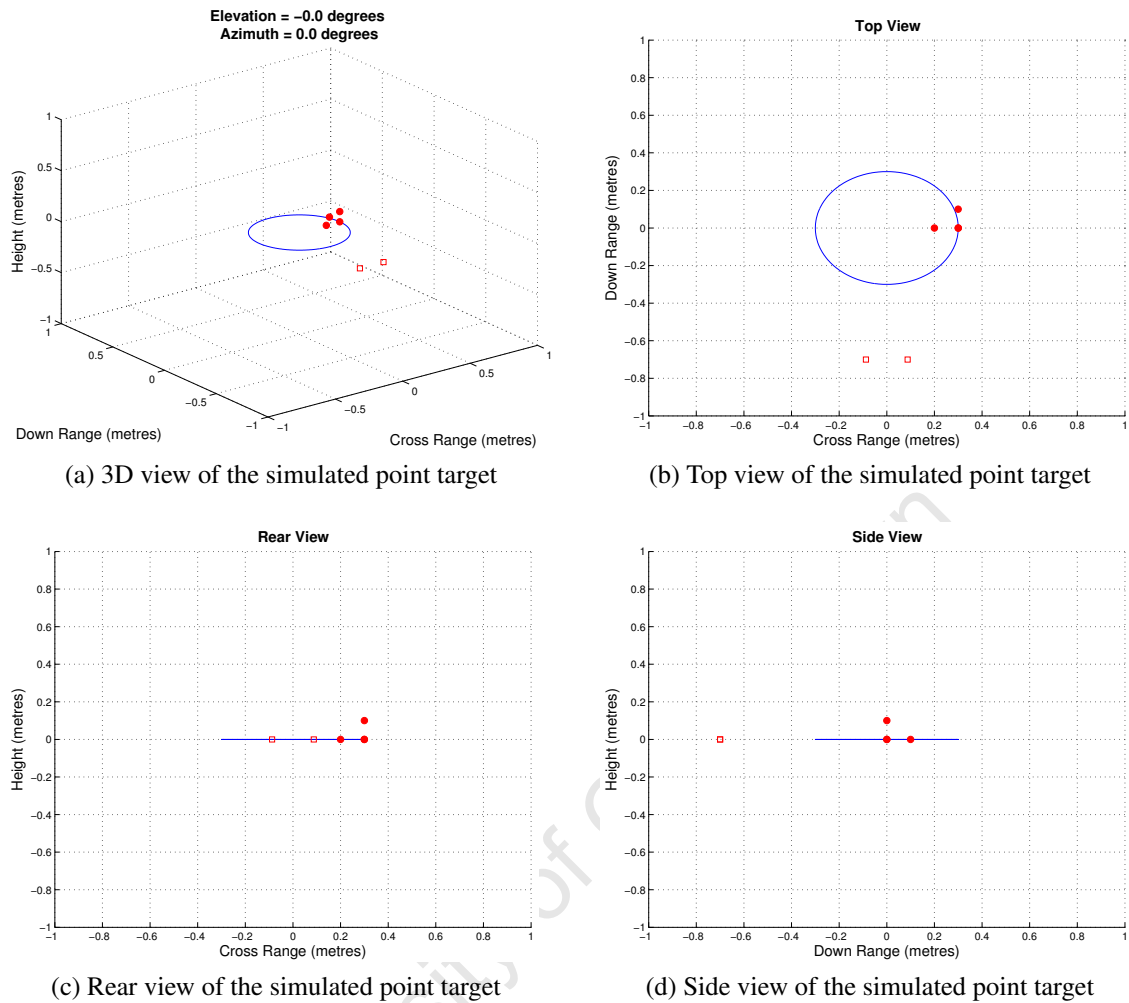 Elevation = −0.0 degrees
Azimuth = 0.0 degrees
1
0.5
0
−0.5
−1
Height (metres)
1
0.5
0
−0.5
−1
Down Range (metres)
−1
−0.5
0
0.5
1
Cross Range (metres)
(a) 3D view of the simulated point target
Top View
1
0.8
0.6
0.4
0.2
0
−0.2
−0.4
−0.6
−0.8
−1
Down Range (metres)
−1 −0.8 −0.6 −0.4 −0.2 0 0.2 0.4 0.6 0.8 1
Cross Range (metres)
(b) Top view of the simulated point target
Rear View
1
0.8
0.6
0.4
0.2
0
−0.2
−0.4
−0.6
−0.8
−1
Height (metres)
−1 −0.8 −0.6 −0.4 −0.2 0 0.2 0.4 0.6 0.8 1
Cross Range (metres)
(c) Rear view of the simulated point target
Side View
1
0.8
0.6
0.4
0.2
0
−0.2
−0.4
−0.6
−0.8
−1
Height (metres)
−1 −0.8 −0.6 −0.4 −0.2 0 0.2 0.4 0.6 0.8 1
Down Range (metres)
(d) Side view of the simulated point target